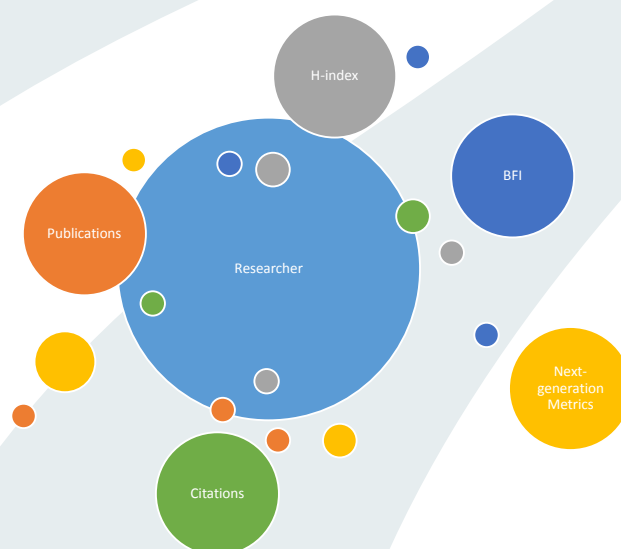 H-index
BFI
Publications
Researcher
Next-
generation
Metrics
Citations